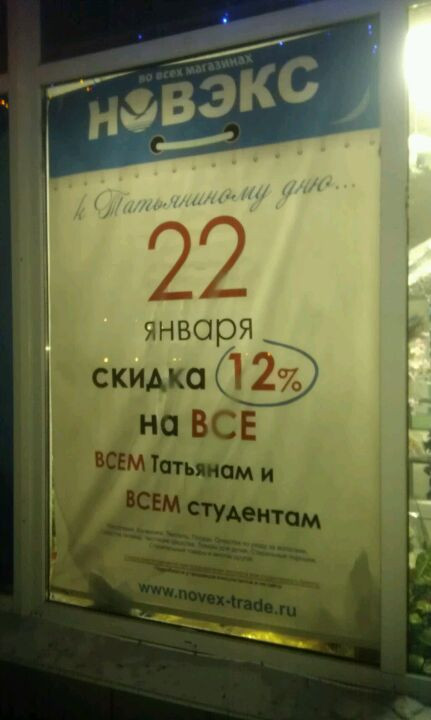 во всех магазинах
НОВЭКС
к Татьяниному дню...
22
января
скидка 12%
на ВСЕ
ВСЕМ Татьянам и
ВСЕМ студентам
www.novex-trade.ru